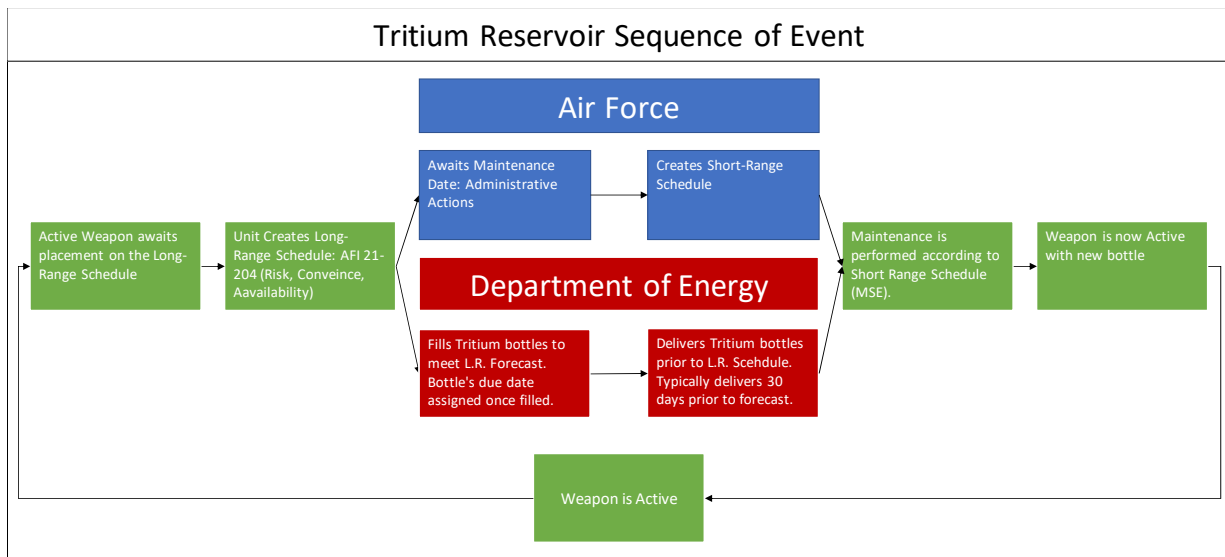 Tritium Reservoir Sequence of Event
Air Force
Awaits Maintenance
Date: Administrative
Actions
Creates Short-Range
Schedule
Active Weapon awaits
placement on the Long-
Range Schedule
Unit Creates Long-
Range Schedule: AFI 21-
204 (Risk, Conveince,
Aavailability)
Maintenance is
performed according to
Short Range Schedule
(MSE).
Weapon is now Active
with new bottle
Department of Energy
Fills Tritium bottles to
meet L.R. Forecast.
Bottle's due date
assigned once filled.
Delivers Tritium bottles
prior to L.R. Scehdule.
Typically delivers 30
days prior to forecast.
Weapon is Active